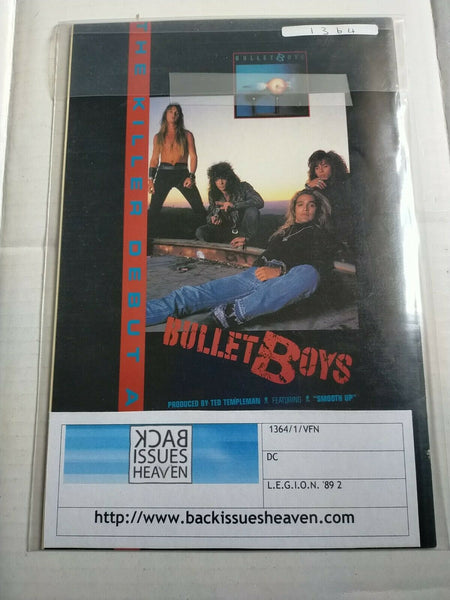 1364
THE KILLER DEBUT A
BULLETBOYS
BULLETBOYS
PRODUCED BY TED TEMPLEMAN FEATURING "SMOOTH UP"
BACK
ISSUES
HEAVEN
1364/1/VFN
DC
L.E.G.I.O.N. '89 2
http://www.backissuesheaven.com